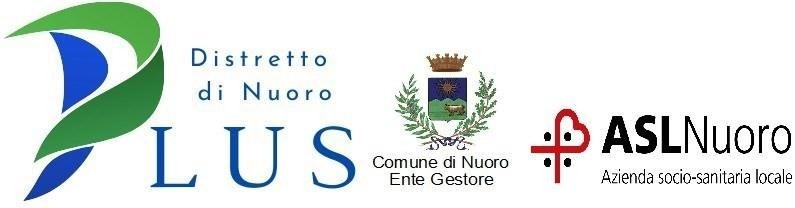 Distretto
di Nuoro
PLUS
Comune di Nuoro
Ente Gestore
ASLNuoro
Azienda socio-sanitaria locale